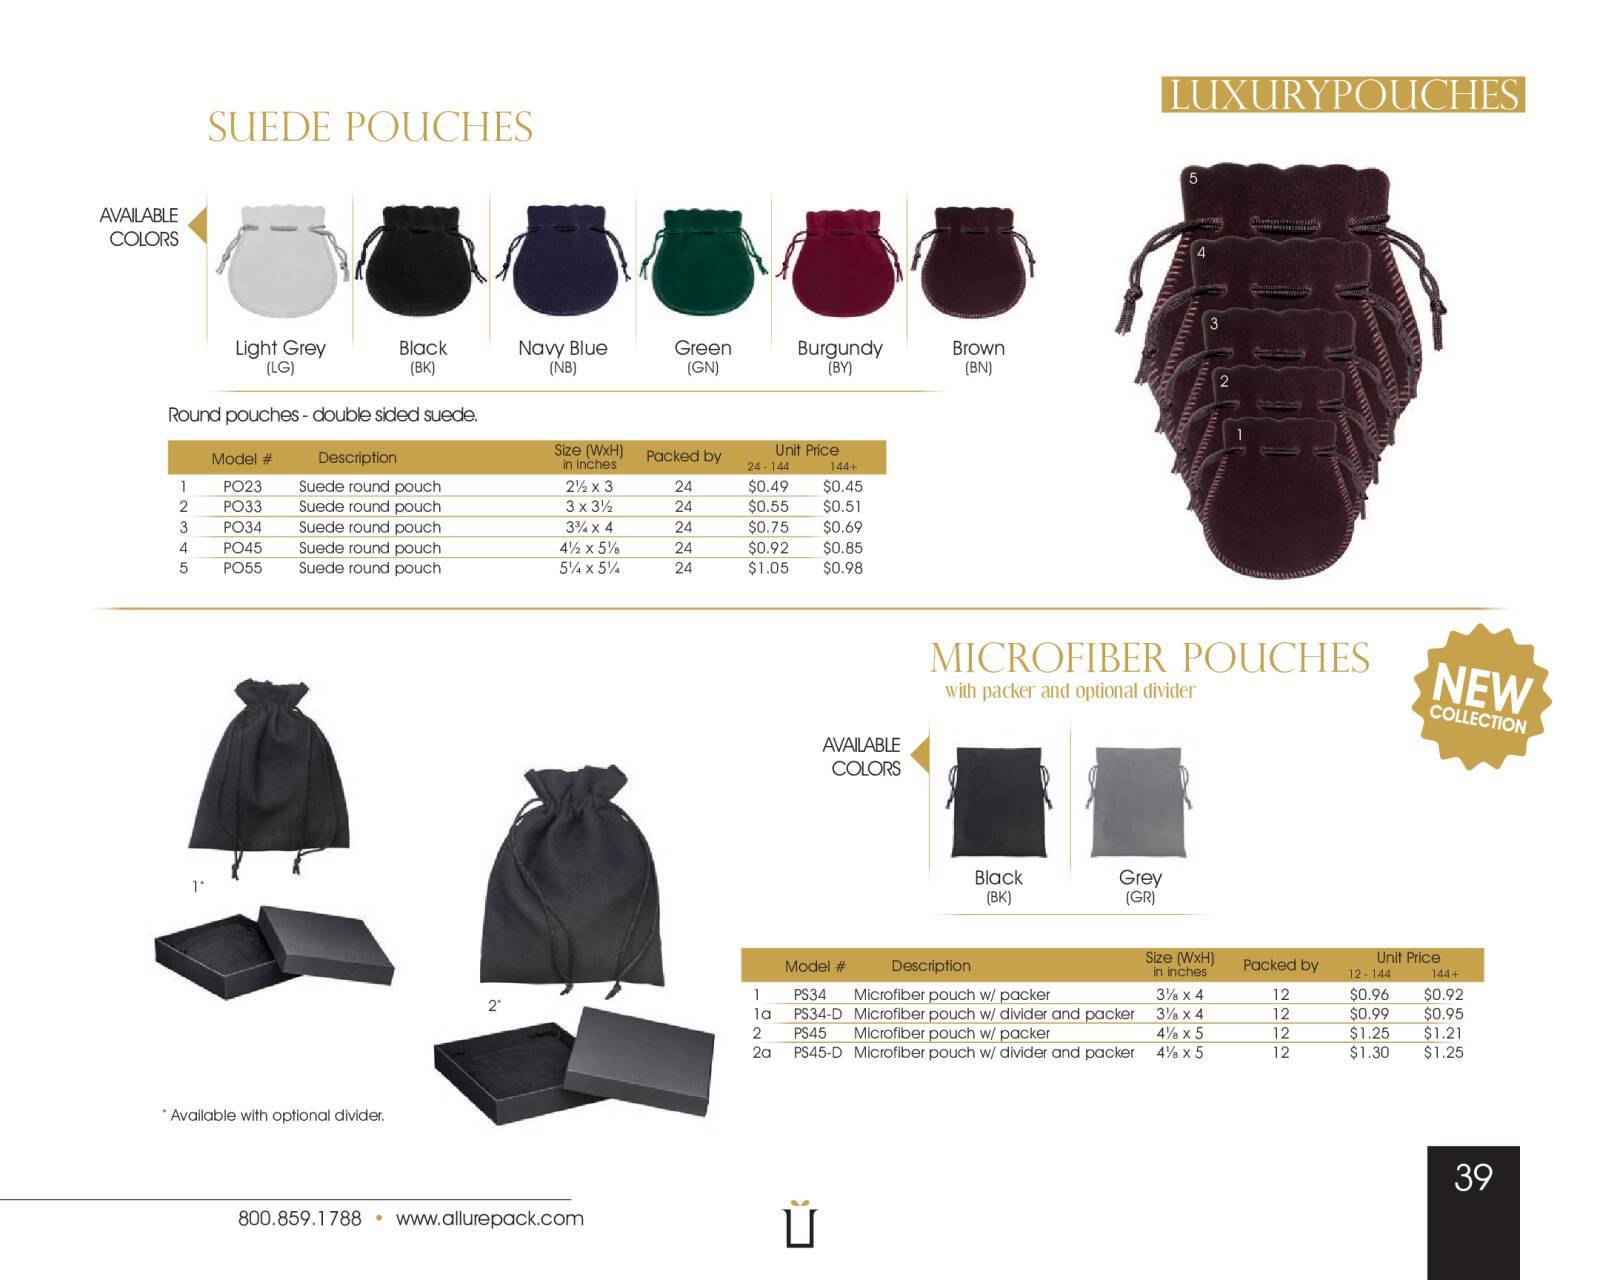 LUXURYPOUCHES
SUEDE POUCHES
AVAILABLE
COLORS
Light Grey
(LG)
Black
(BK)
Navy Blue
(NB)
Green
(GN)
Burgundy
(BY)
Brown
(BN)
5
4
3
2
1
Round pouches - double sided suede.
Model # Description Size (WxH) in inches Packed by Unit Price 24 - 144 144+
1 PO23 Suede round pouch 2½ x 3 24 $0.49 $0.45
2 PO33 Suede round pouch 3 x 3½ 24 $0.55 $0.51
3 PO34 Suede round pouch 3¾ x 4 24 $0.75 $0.69
4 PO45 Suede round pouch 4½ x 5⅛ 24 $0.92 $0.85
5 PO55 Suede round pouch 5¼ x 5¼ 24 $1.05 $0.98
MICROFIBER POUCHES
with packer and optional divider
NEW
COLLECTION
AVAILABLE
COLORS
Black
(BK)
Grey
(GR)
1*
2*
Model # Description Size (WxH) in inches Packed by Unit Price 12 - 144 144+
1 PS34 Microfiber pouch w/ packer 3⅛ x 4 12 $0.96 $0.92
1a PS34-D Microfiber pouch w/ divider and packer 3⅛ x 4 12 $0.99 $0.95
2 PS45 Microfiber pouch w/ packer 4⅛ x 5 12 $1.25 $1.21
2a PS45-D Microfiber pouch w/ divider and packer 4⅛ x 5 12 $1.30 $1.25
* Available with optional divider.
39
800.859.1788 • www.allurepack.com